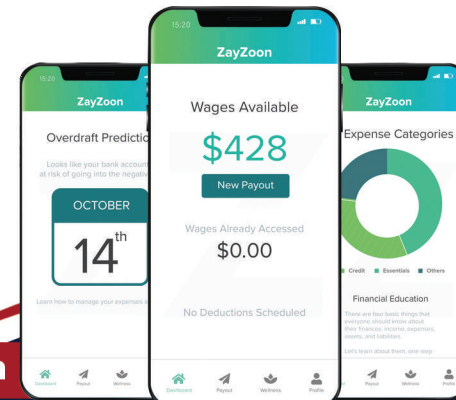 15:20
ZayZoon
Overdraft Predictio
Looks like your bank accoun
at risk of going into the negativ
OCTOBER
14th
Learn how to manage your expenses a
Dashboard
Payout
Wellness
15:20
ZayZoon
Wages Available
$428
New Payout
Wages Already Accessed
$0.00
No Deductions Scheduled
Dashboard
Payout
Wellness
Profile
ZayZoon
Expense Categories
Credit
Essentials
Others
Financial Education
There are four basic things that
everyone should know about
their finances, income, expenses,
assets, and liabilities.
Let's learn about them, one step
Payout
Wellness
Profile